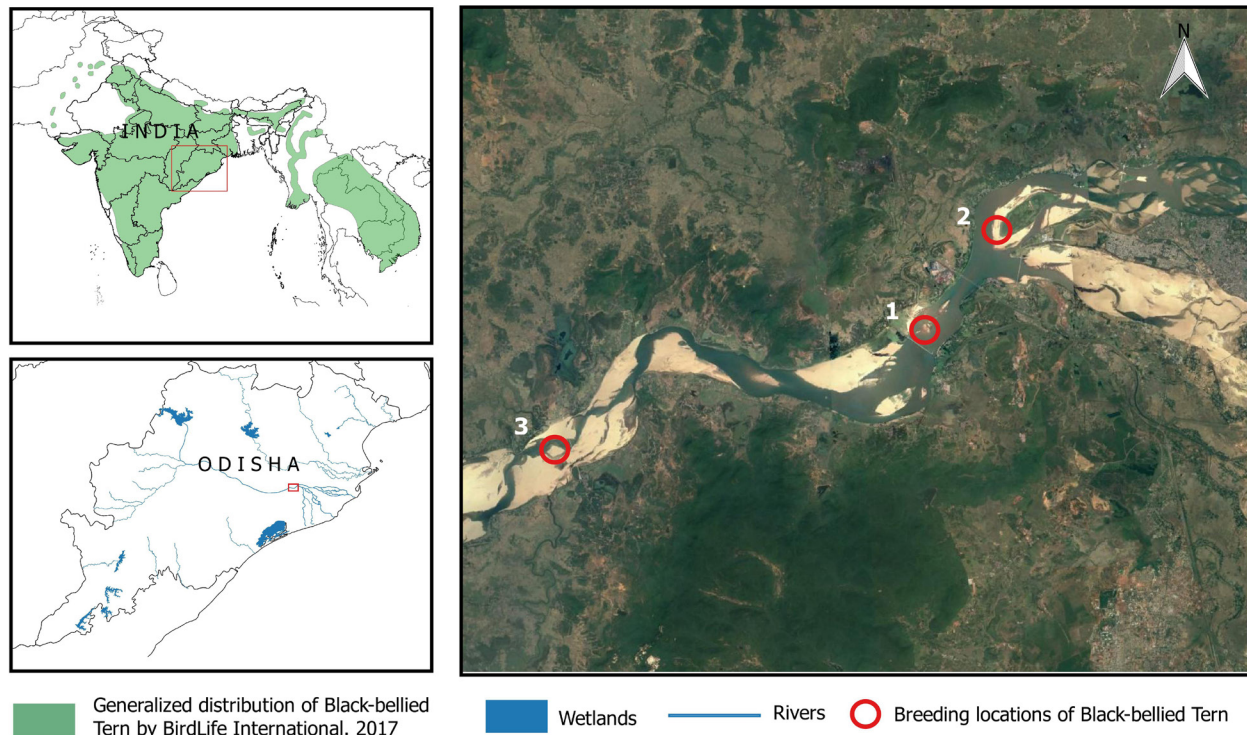 INDIA
ODISHA
N
2
1
3
Generalized distribution of Black-bellied
Tern by BirdLife International. 2017
Wetlands
Rivers
Breeding locations of Black-bellied Tern